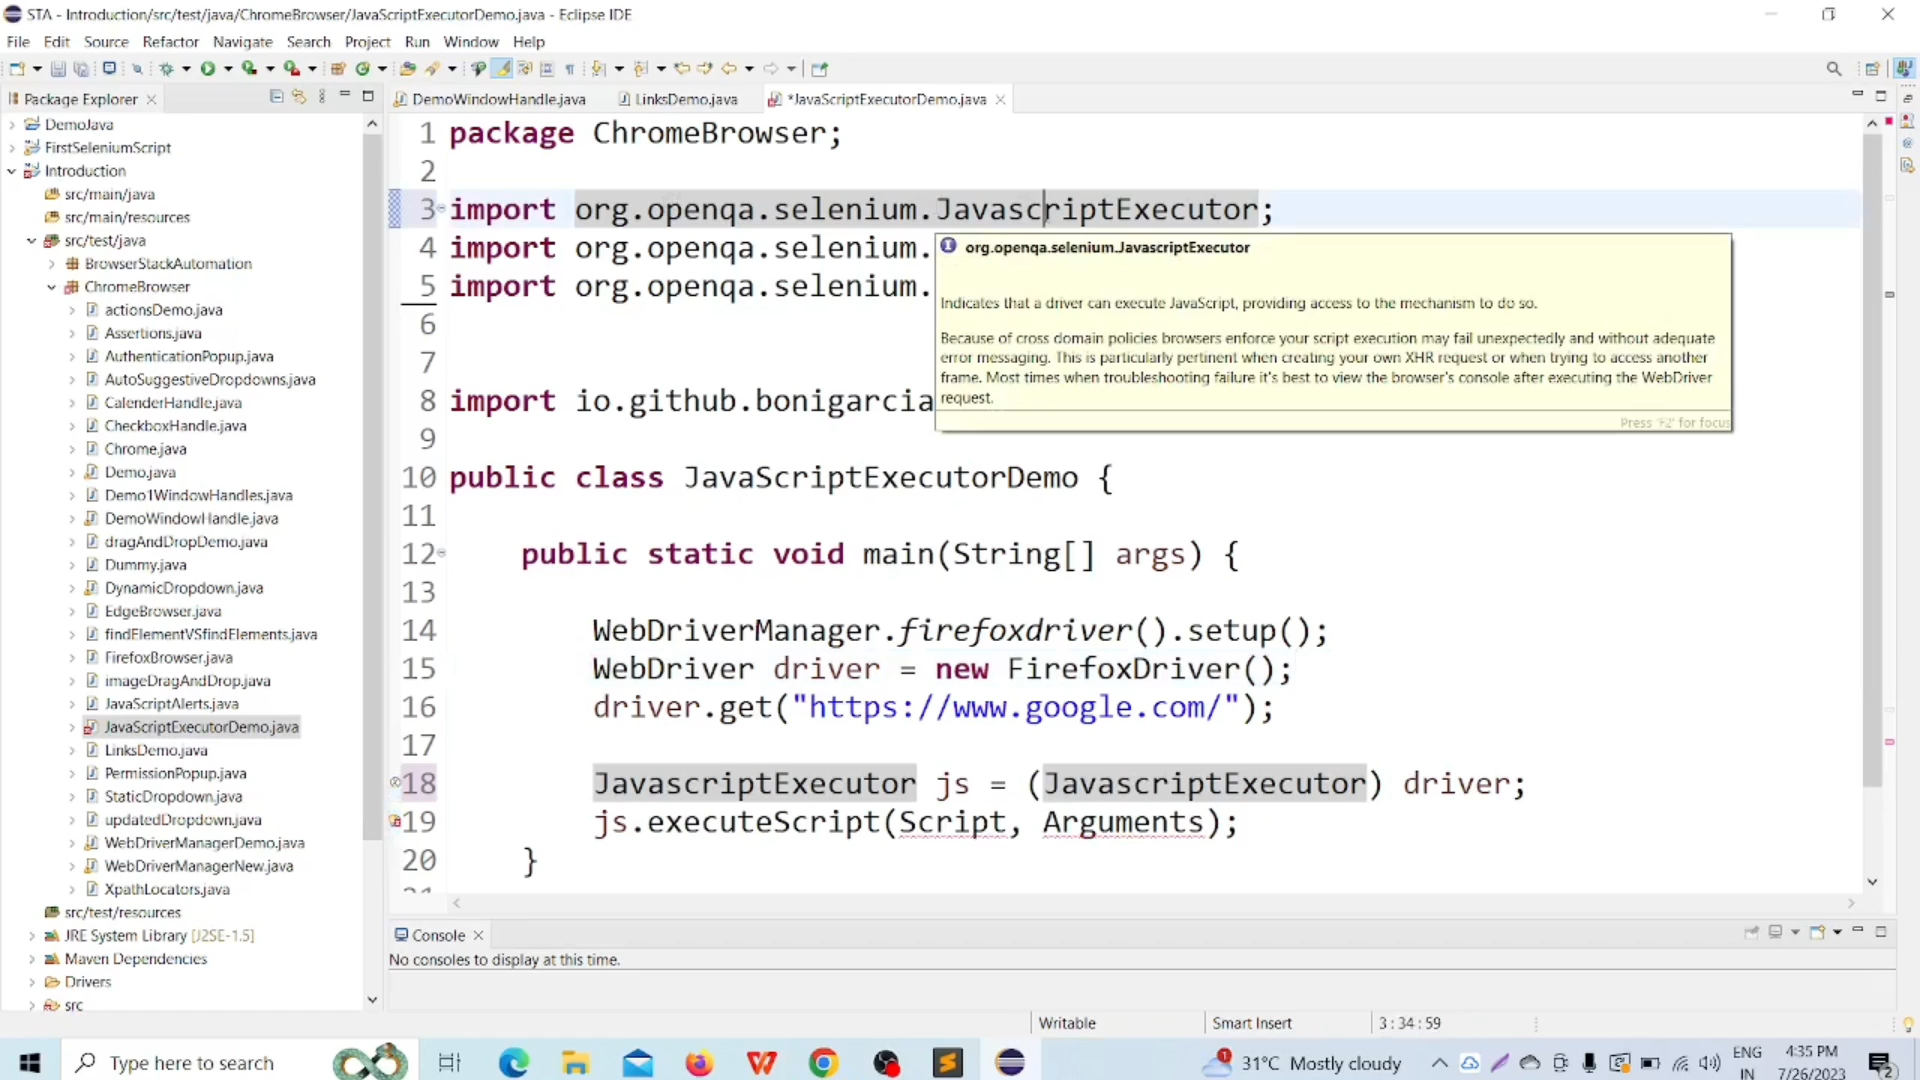 STA - Introduction/src/test/java/ChromeBrowser/JavaScriptExecutorDemo.java - Eclipse IDE
File Edit Source Refactor Navigate Search Project Run Window Help
Package Explorer
DemoWindowHandle.java LinksDemo.java *JavaScriptExecutorDemo.java
DemoJava
FirstSeleniumScript
Introduction
src/main/java
src/main/resources
src/test/java
BrowserStackAutomation
ChromeBrowser
actionsDemo.java
Assertions.java
AuthenticationPopup.java
AutoSuggestiveDropdowns.java
CalenderHandle.java
CheckboxHandle.java
Chrome.java
Demo.java
Demo1WindowHandles.java
DemoWindowHandle.java
dragAndDropDemo.java
Dummy.java
DynamicDropdown.java
EdgeBrowser.java
findElementVSfindElements.java
FirefoxBrowser.java
imageDragAndDrop.java
JavaScriptAlerts.java
JavaScriptExecutorDemo.java
LinksDemo.java
PermissionPopup.java
StaticDropdown.java
updatedDropdown.java
WebDriverManagerDemo.java
WebDriverManagerNew.java
XpathLocators.java
src/test/resources
JRE System Library [J2SE-1.5]
Maven Dependencies
Drivers
src
1 package ChromeBrowser;
2
3 import org.openqa.selenium.JavascriptExecutor;
4 import org.openqa.selenium.
5 import org.openqa.selenium.
6
7
8 import io.github.bonigarcia
9
10 public class JavaScriptExecutorDemo {
11
12 public static void main(String[] args) {
13
14 WebDriverManager.firefoxdriver().setup();
15 WebDriver driver = new FirefoxDriver();
16 driver.get("https://www.google.com/");
17
18 JavascriptExecutor js = (JavascriptExecutor) driver;
19 js.executeScript(Script, Arguments);
20 }
org.openqa.selenium.JavascriptExecutor
Indicates that a driver can execute JavaScript, providing access to the mechanism to do so.
Because of cross domain policies browsers enforce your script execution may fail unexpectedly and without adequate
error messaging. This is particularly pertinent when creating your own XHR request or when trying to access another
frame. Most times when troubleshooting failure it's best to view the browser's console after executing the WebDriver
request.
Press 'F2' for focus
Console
No consoles to display at this time.
Writable Smart Insert 3 : 34 : 59
Type here to search
1
31°C Mostly cloudy
ENG
IN
4:35 PM
7/26/2023
2